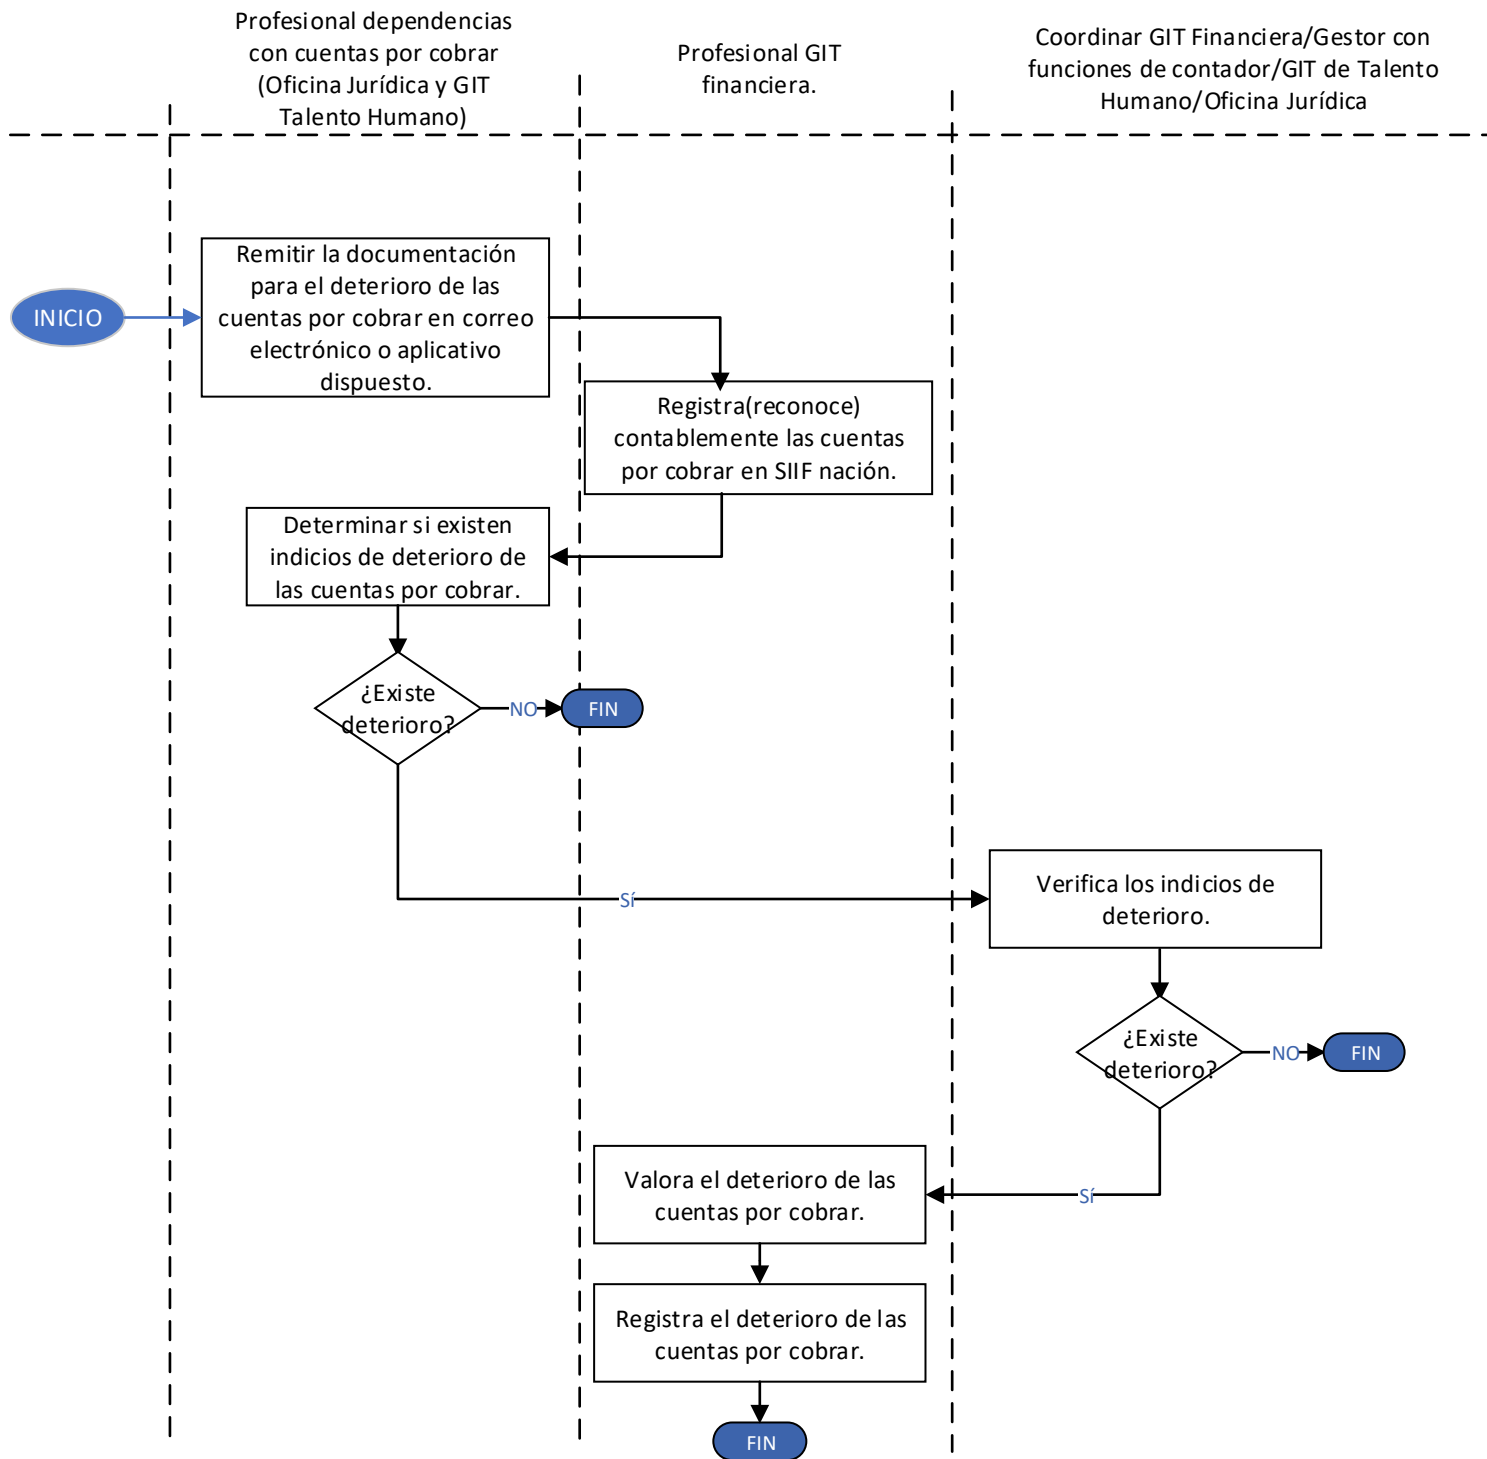 Profesional dependencias
con cuentas por cobrar
(Oficina Jurídica y GIT
Talento Humano)
Profesional GIT
financiera.
Coordinar GIT Financiera/Gestor con
funciones de contador/GIT de Talento
Humano/Oficina Jurídica
INICIO
Remitir la documentación
para el deterioro de las
cuentas por cobrar en correo
electrónico o aplicativo
dispuesto.
Registra(reconoce)
contablemente las cuentas
por cobrar en SIIF nación.
Determinar si existen
indicios de deterioro de
las cuentas por cobrar.
¿Existe
deterioro?
NO
FIN
Sí
Verifica los indicios de
deterioro.
¿Existe
deterioro?
NO
FIN
Sí
Valora el deterioro de las
cuentas por cobrar.
Registra el deterioro de las
cuentas por cobrar.
FIN